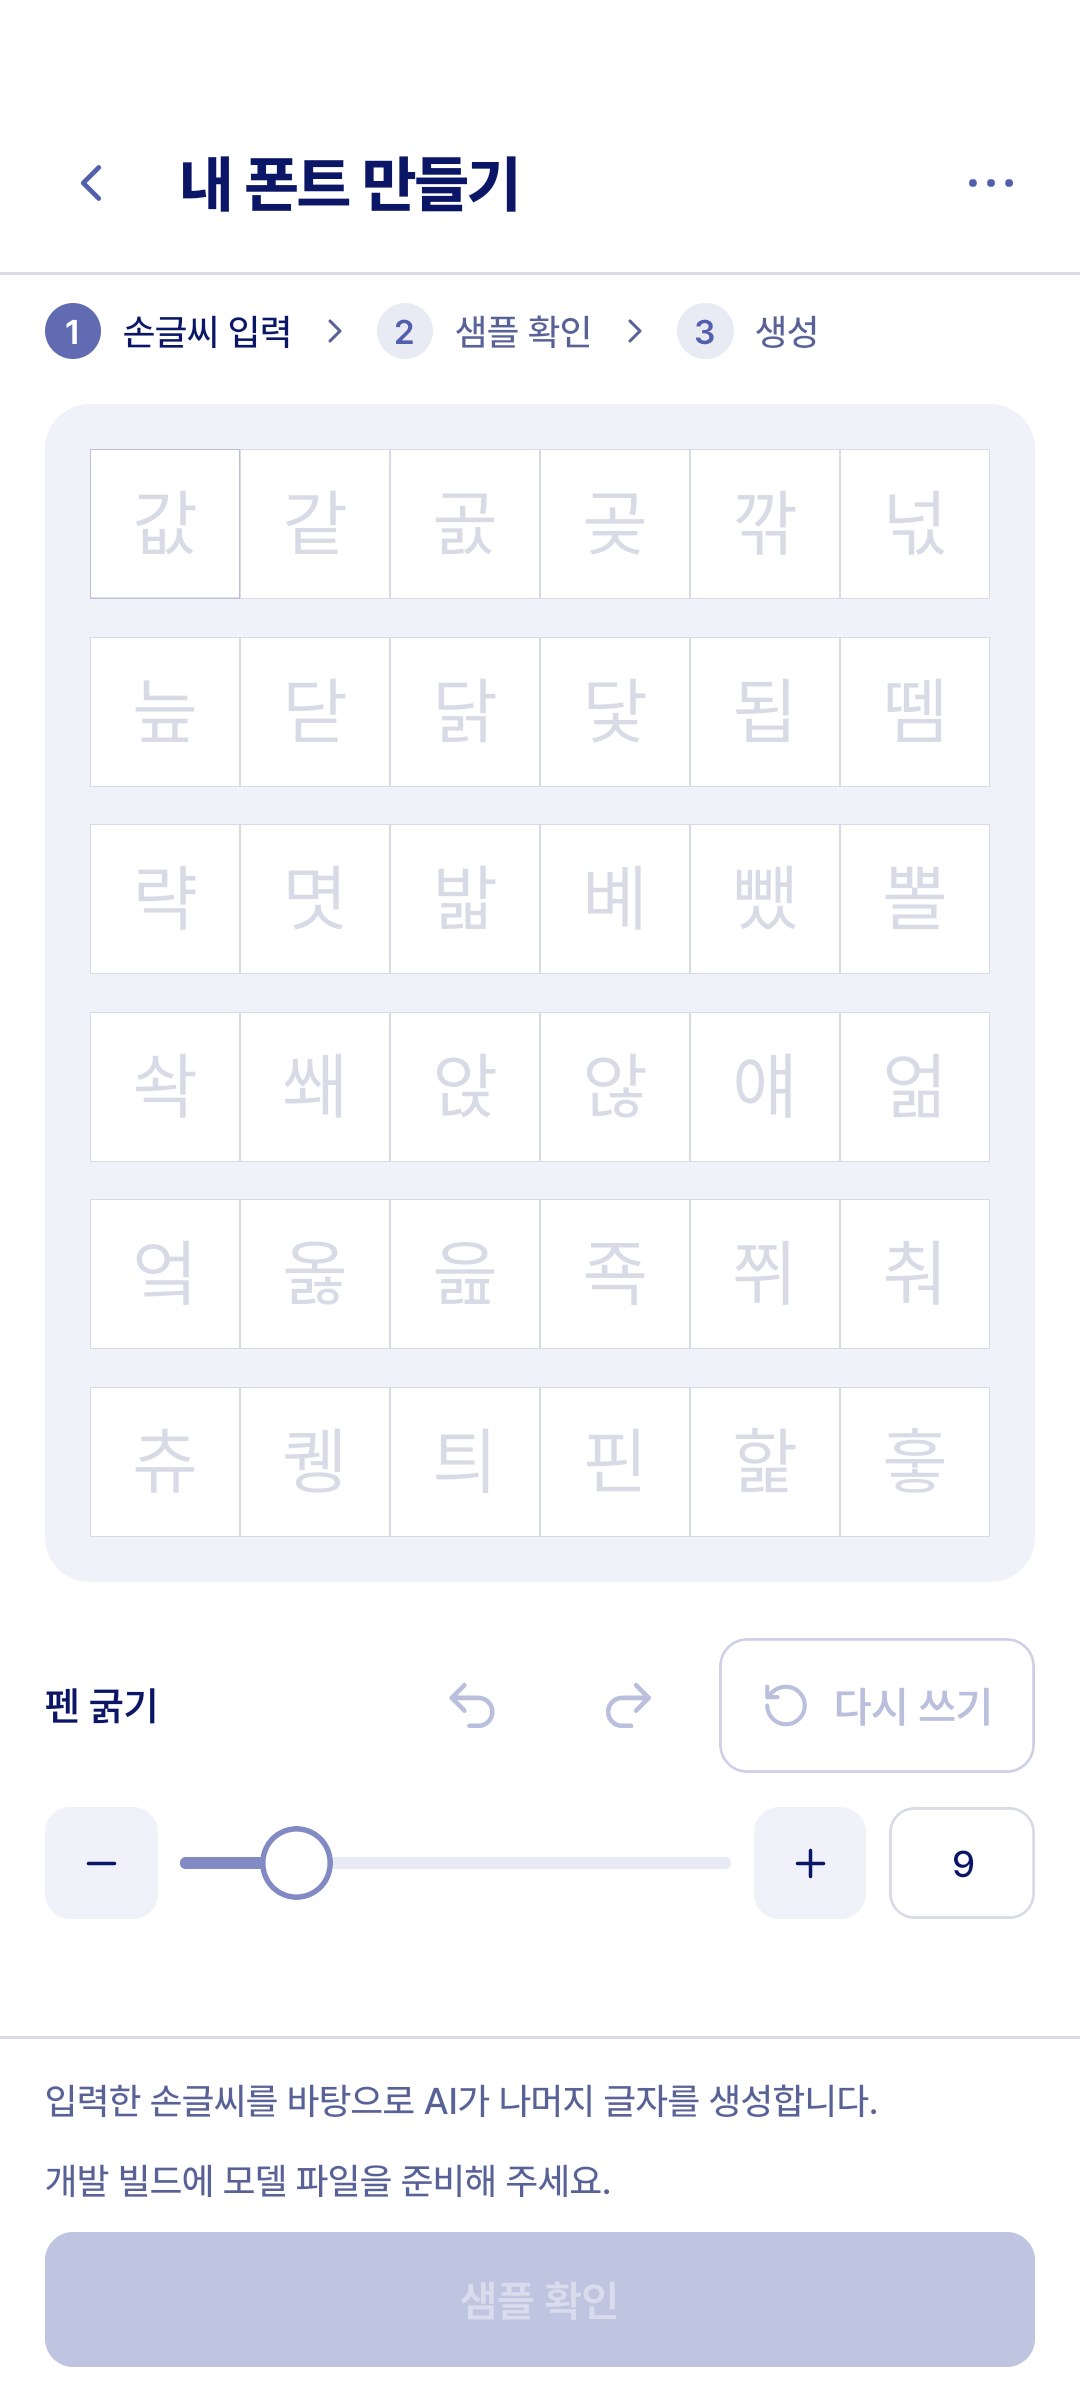 내 폰트 만들기
1 손글씨 입력 > 2 샘플 확인 > 3 생성
값 같 곬 곶 깎 넋
늪 닫 닭 닻 됩 뗌
략 몃 밟 볘 뺐 뽈
솨 쐐 앉 않 얘 얾
엌 옳 읊 죡 쮜 춰
츄 퀭 틔 핀 핥 훟
펜 굵기
다시 쓰기
9
입력한 손글씨를 바탕으로 AI가 나머지 글자를 생성합니다.
개발 빌드에 모델 파일을 준비해 주세요.
샘플 확인